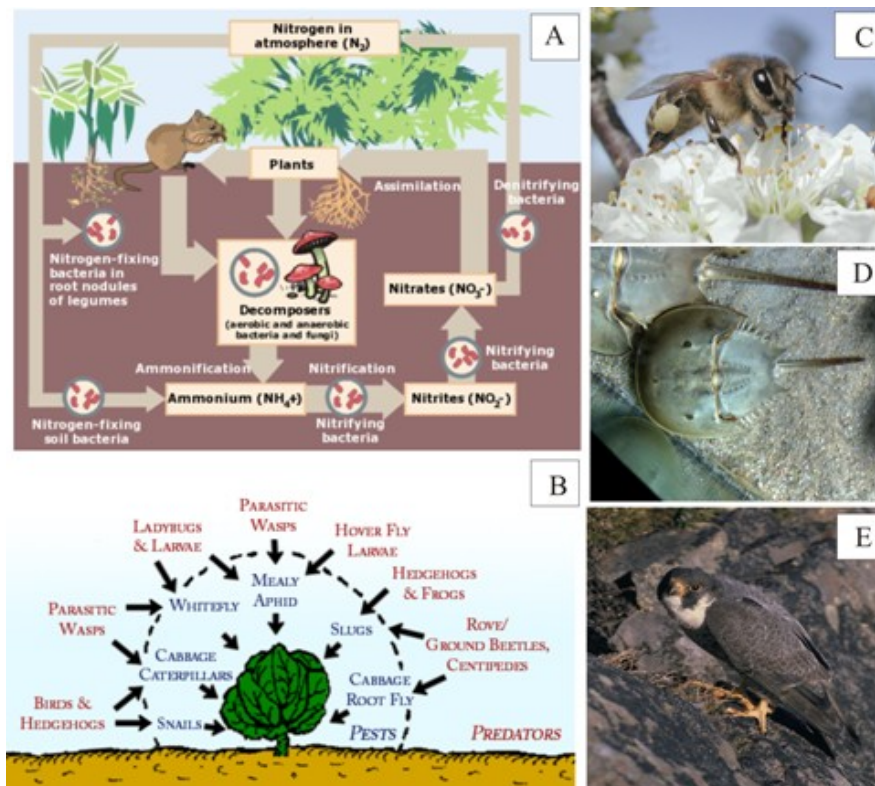 Nitrogen in
atmosphere (N₂)
A
Plants
Assimilation
Denitrifying
bacteria
Nitrogen-fixing
bacteria in
root nodules
of legumes
Decomposers
(aerobic and anaerobic
bacteria and fungi)
Nitrates (NO₃⁻)
Ammonification
Nitrification
Nitrifying
bacteria
Ammonium (NH₄+)
Nitrites (NO₂⁻)
Nitrogen-fixing
soil bacteria
Nitrifying
bacteria
B
PARASITIC
WASPS
LADYBUGS
& LARVAE
HOVER FLY
LARVAE
MEALY
APHID
HEDGEHOGS
& FROGS
WHITEFLY
PARASITIC
WASPS
SLUGS
ROVE/
GROUND BEETLES,
CENTIPEDES
CABBAGE
CATERPILLARS
CABBAGE
ROOT FLY
BIRDS &
HEDGEHOGS
SNAILS
PESTS
PREDATORS
C
D
E